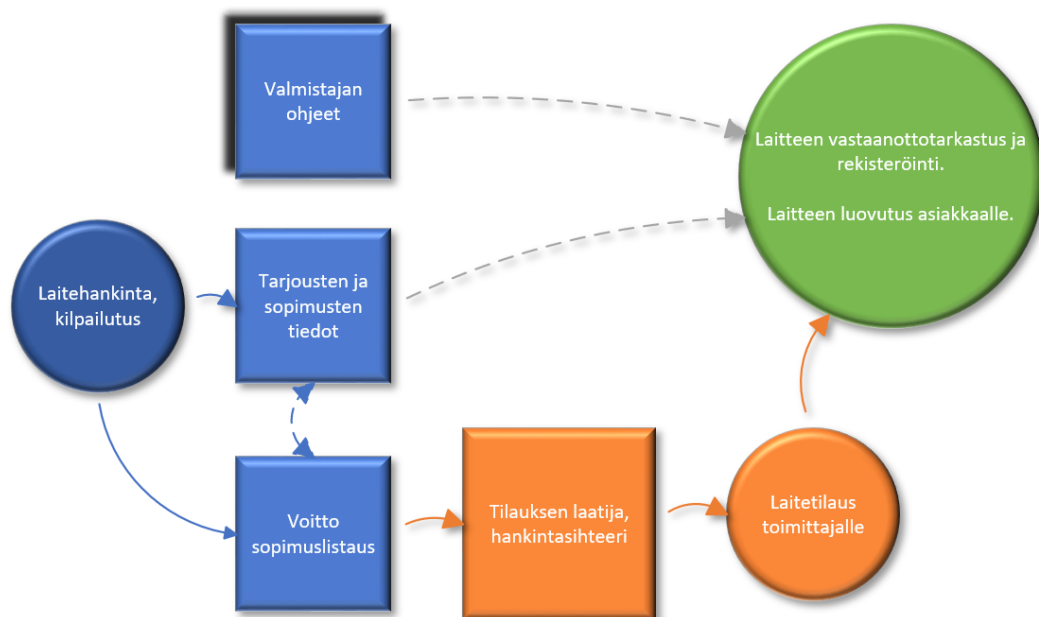 Valmistajan
ohjeet
Laitteen vastaanottotarkastus ja
rekisteröinti.
Laitteen luovutus asiakkaalle.
Laitehankinta,
kilpailutus
Tarjousten ja
sopimusten
tiedot
Voitto
sopimuslistaus
Tilauksen laatija,
hankintasihteeri
Laitetilaus
toimittajalle